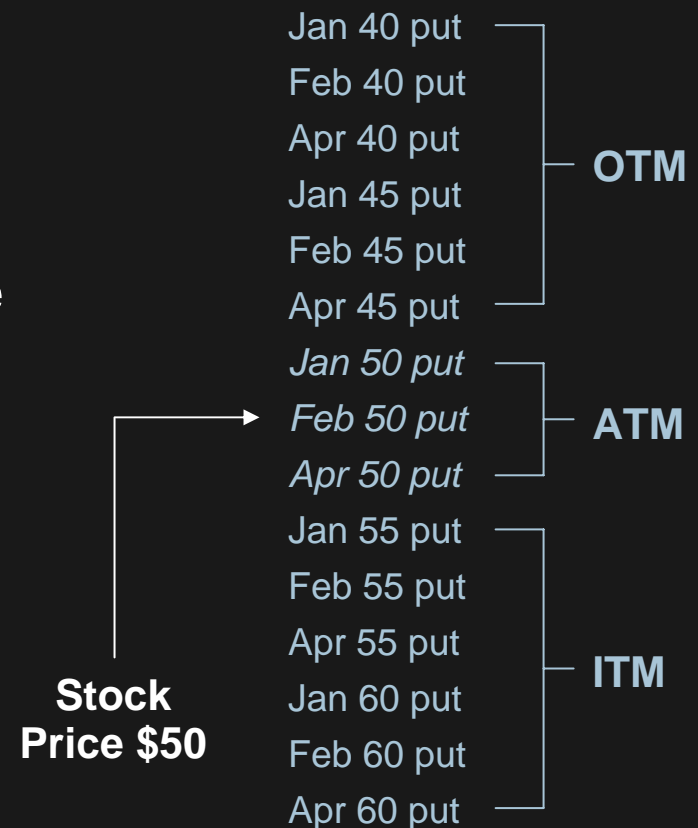 Jan 40 put
Feb 40 put
Apr 40 put
OTM
Jan 45 put
Feb 45 put
Apr 45 put
Jan 50 put
Feb 50 put
ATM
Apr 50 put
Jan 55 put
Feb 55 put
Apr 55 put
ITM
Jan 60 put
Feb 60 put
Apr 60 put
Stock
Price $50